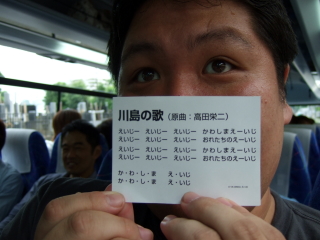 川島の歌（原曲：高田栄二）
えいじー　えいじー　えいじー　かわしまえーいじ
えいじー　えいじー　えいじー　おれたちのえーいじ
えいじー　えいじー　えいじー　かわしまえーいじ
えいじー　えいじー　えいじー　おれたちのえーいじ
か・わ・し・ま　え・いじ
か・わ・し・ま　え・いじ